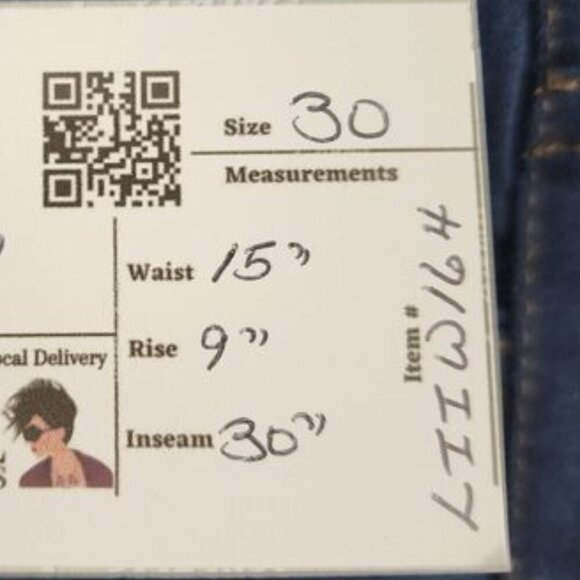 Size 30
Measurements
Waist 15"
Rise 9"
Inseam 30"
Item #
LIIW164
ocal Delivery